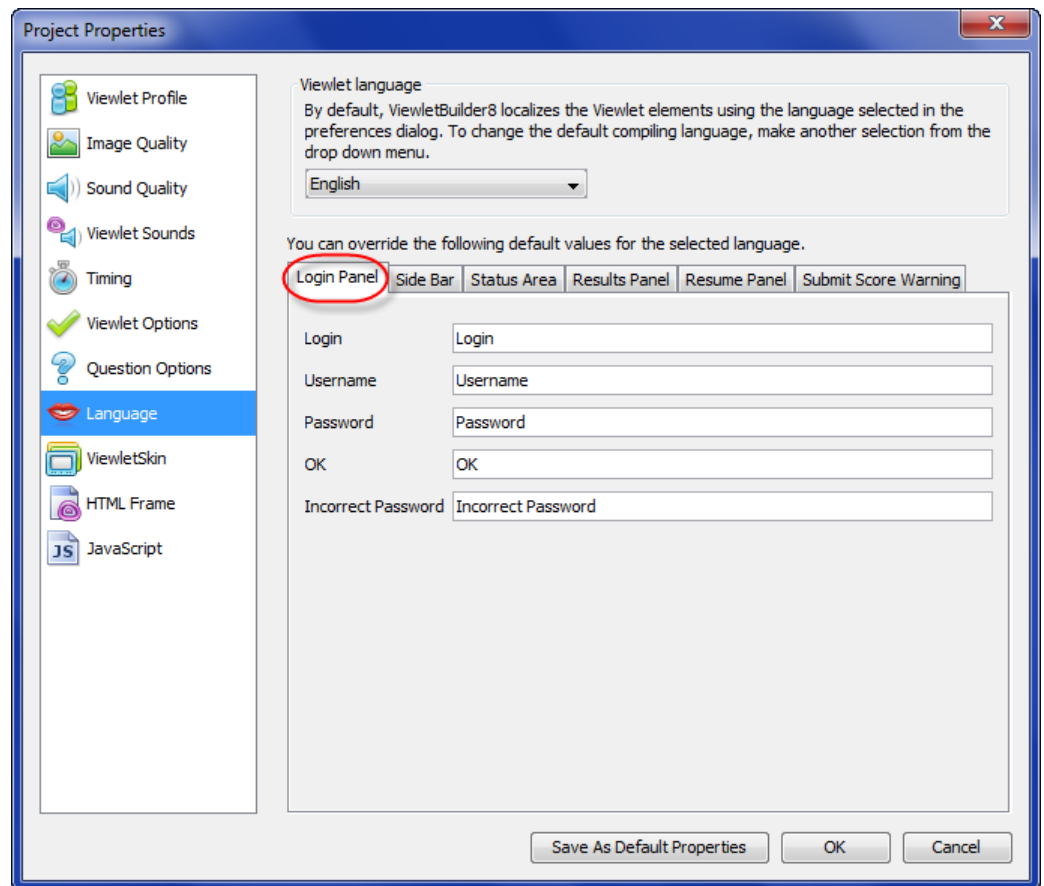 Project Properties
Viewlet Profile
Image Quality
Sound Quality
Viewlet Sounds
Timing
Viewlet Options
Question Options
Language
ViewletSkin
HTML Frame
JS JavaScript
Viewlet language
By default, ViewletBuilder8 localizes the Viewlet elements using the language selected in the
preferences dialog. To change the default compiling language, make another selection from the
drop down menu.
English
You can override the following default values for the selected language.
Login Panel Side Bar Status Area Results Panel Resume Panel Submit Score Warning
Login Login
Username Username
Password Password
OK OK
Incorrect Password Incorrect Password
Save As Default Properties OK Cancel